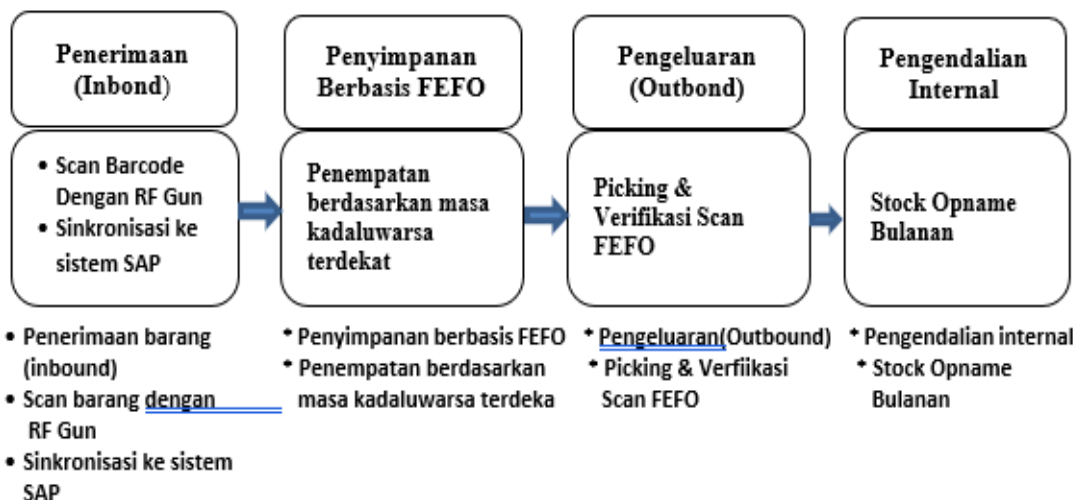 Penerimaan
(Inbond)
Penyimpanan
Berbasis FEFO
Pengeluaran
(Outbond)
Pengendalian
Internal
• Scan Barcode
Dengan RF Gun
• Sinkronisasi ke
sistem SAP
Penempatan
berdasarkan masa
kadaluwarsa
terdekat
Picking &
Verifikasi Scan
FEFO
Stock Opname
Bulanan
• Penerimaan barang
(inbound)
• Scan barang dengan
RF Gun
• Sinkronisasi ke sistem
SAP
* Penyimpanan berbasis FEFO
* Penempatan berdasarkan
masa kadaluwarsa terdeka
* Pengeluaran(Outbound)
* Picking & Verfiikasi
Scan FEFO
* Pengendalian internal
* Stock Opname
Bulanan